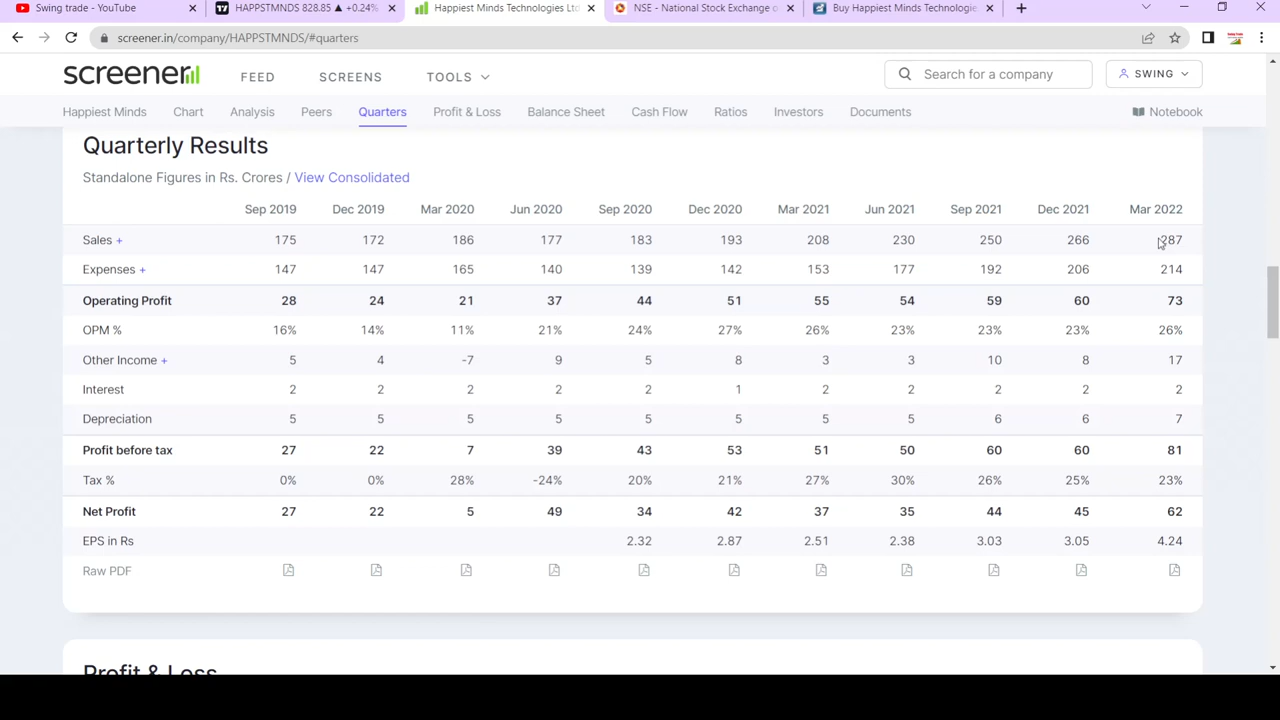 Swing trade - YouTube
HAPPSTMNDS 828.85 ▲ +0.24%
Happiest Minds Technologies Ltd
NSE - National Stock Exchange o
Buy Happiest Minds Technologie
screener.in/company/HAPPSTMNDS/#quarters
screener FEED SCREENS TOOLS Search for a company SWING
Happiest Minds Chart Analysis Peers Quarters Profit & Loss Balance Sheet Cash Flow Ratios Investors Documents Notebook
Quarterly Results
Standalone Figures in Rs. Crores / View Consolidated
Sep 2019 Dec 2019 Mar 2020 Jun 2020 Sep 2020 Dec 2020 Mar 2021 Jun 2021 Sep 2021 Dec 2021 Mar 2022
Sales + 175 172 186 177 183 193 208 230 250 266 287
Expenses + 147 147 165 140 139 142 153 177 192 206 214
Operating Profit 28 24 21 37 44 51 55 54 59 60 73
OPM % 16% 14% 11% 21% 24% 27% 26% 23% 23% 23% 26%
Other Income + 5 4 -7 9 5 8 3 3 10 8 17
Interest 2 2 2 2 2 1 2 2 2 2 2
Depreciation 5 5 5 5 5 5 5 5 6 6 7
Profit before tax 27 22 7 39 43 53 51 50 60 60 81
Tax % 0% 0% 28% -24% 20% 21% 27% 30% 26% 25% 23%
Net Profit 27 22 5 49 34 42 37 35 44 45 62
EPS in Rs 2.32 2.87 2.51 2.38 3.03 3.05 4.24
Raw PDF
Profit & Loss